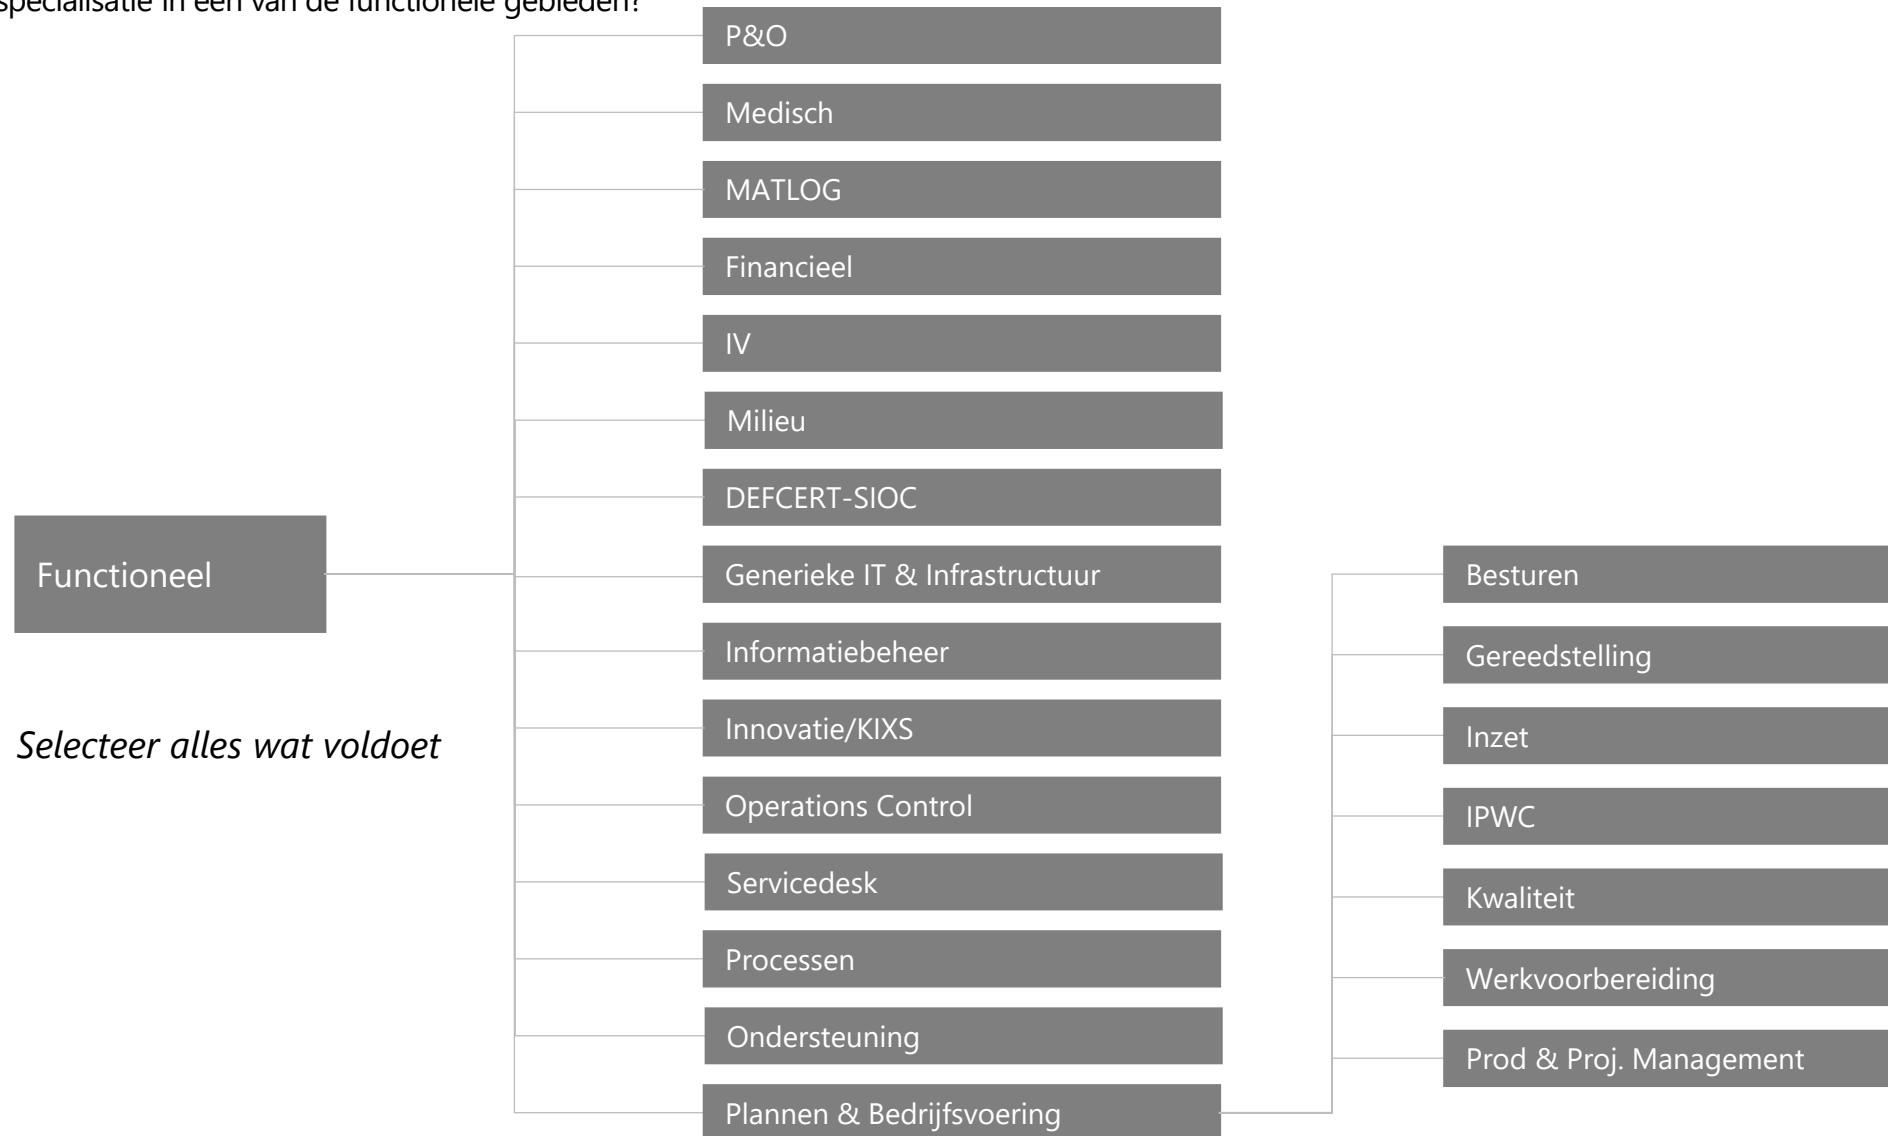 specialisatie in een van de functionele gebieden?
P&O
Medisch
MATLOG
Financieel
IV
Milieu
DEFCERT-SIOC
Functioneel
Generieke IT & Infrastructuur
Besturen
Informatiebeheer
Gereedstelling
Selecteer alles wat voldoet
Innovatie/KIXS
Inzet
Operations Control
IPWC
Servicedesk
Kwaliteit
Processen
Werkvoorbereiding
Ondersteuning
Prod & Proj. Management
Plannen & Bedrijfsvoering